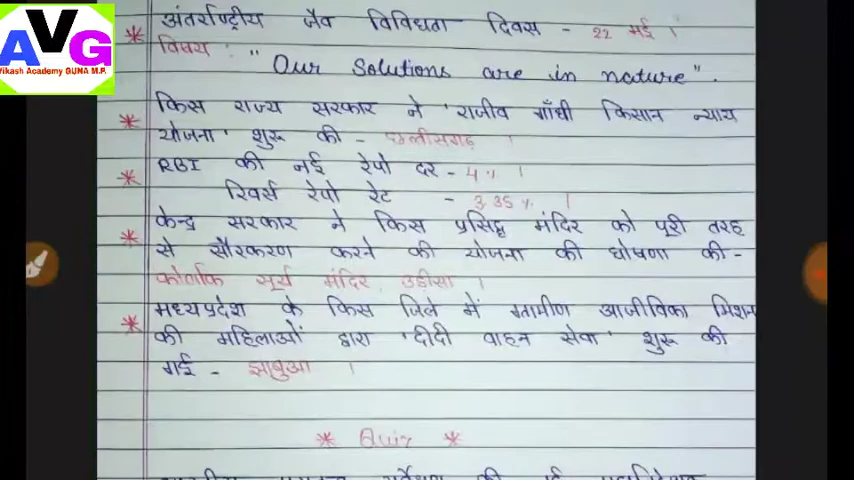 AVG
Vikash Academy GUNA M.P.
* अंतर्राष्ट्रीय जैव विविधता दिवस - 22 मई ।
विषय : " Our Solutions are in nature".
* किस राज्य सरकार ने 'राजीव गाँधी किसान न्याय
योजना' शुरू की - छत्तीसगढ़ ।
* RBI की नई रेपो दर - 4% ।
रिवर्स रेपो रेट - 3.35% ।
* केन्द्र सरकार ने किस प्रसिद्ध मंदिर को पूरी तरह
से सौरकरण करने की योजना की घोषणा की-
कोर्णाक सूर्य मंदिर, उड़ीसा ।
* मध्यप्रदेश के किस जिले में ग्रामीण आजीविका मिशन
की महिलाओं द्वारा 'दीदी वाहन सेवा' शुरू की
गई - झाबुआ ।
* Quiz *